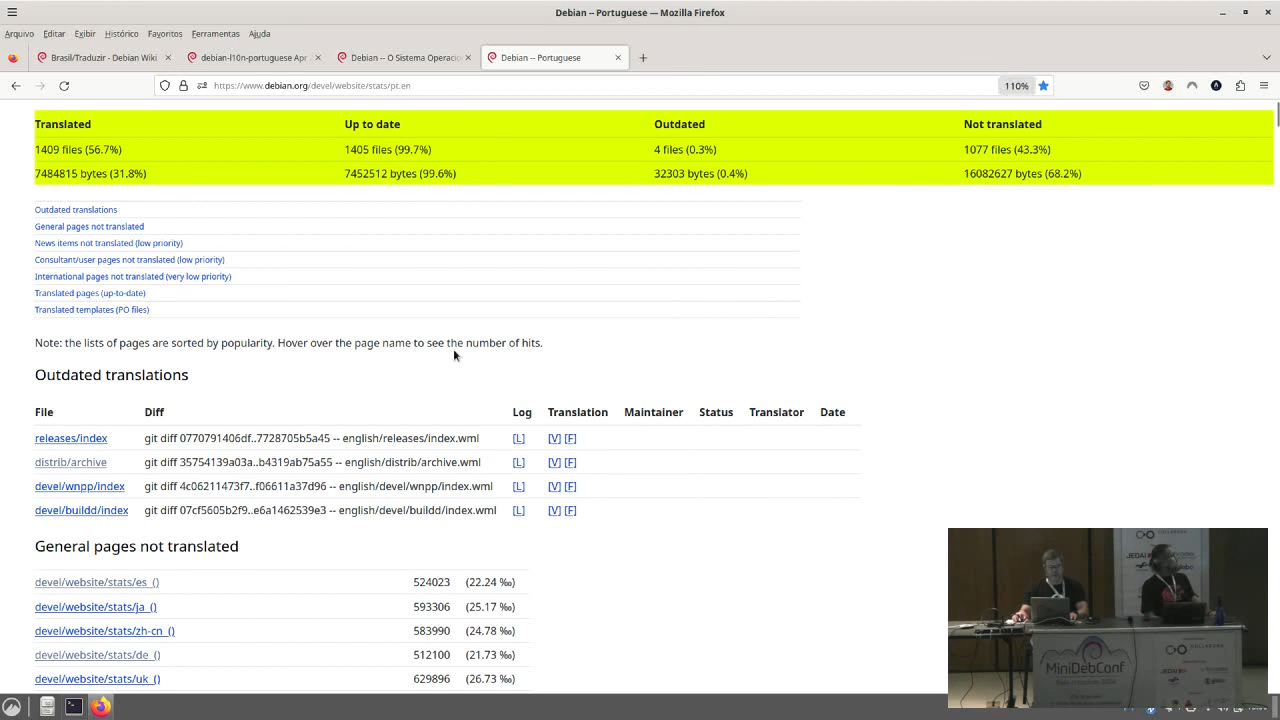 Debian -- Portuguese — Mozilla Firefox
Arquivo Editar Exibir Histórico Favoritos Ferramentas Ajuda
Brasil/Traduzir - Debian Wiki
debian-l10n-portuguese Apr
Debian -- O Sistema Operacio
Debian -- Portuguese
https://www.debian.org/devel/website/stats/pt.en
110%
Translated Up to date Outdated Not translated
1409 files (56.7%) 1405 files (99.7%) 4 files (0.3%) 1077 files (43.3%)
7484815 bytes (31.8%) 7452512 bytes (99.6%) 32303 bytes (0.4%) 16082627 bytes (68.2%)
Outdated translations
General pages not translated
News items not translated (low priority)
Consultant/user pages not translated (low priority)
International pages not translated (very low priority)
Translated pages (up-to-date)
Translated templates (PO files)
Note: the lists of pages are sorted by popularity. Hover over the page name to see the number of hits.
Outdated translations
File Diff Log Translation Maintainer Status Translator Date
releases/index git diff 0770791406df..7728705b5a45 -- english/releases/index.wml [L] [V] [F]
distrib/archive git diff 35754139a03a..b4319ab75a55 -- english/distrib/archive.wml [L] [V] [F]
devel/wnpp/index git diff 4c06211473f7..f06611a37d96 -- english/devel/wnpp/index.wml [L] [V] [F]
devel/buildd/index git diff 07cf5605b2f9..e6a1462539e3 -- english/devel/buildd/index.wml [L] [V] [F]
General pages not translated
devel/website/stats/es_() 524023 (22.24 ‰)
devel/website/stats/ja_() 593306 (25.17 ‰)
devel/website/stats/zh-cn_() 583990 (24.78 ‰)
devel/website/stats/de_() 512100 (21.73 ‰)
devel/website/stats/uk_() 629896 (26.73 ‰)
JEDAI
COLLABORA
MiniDebConf